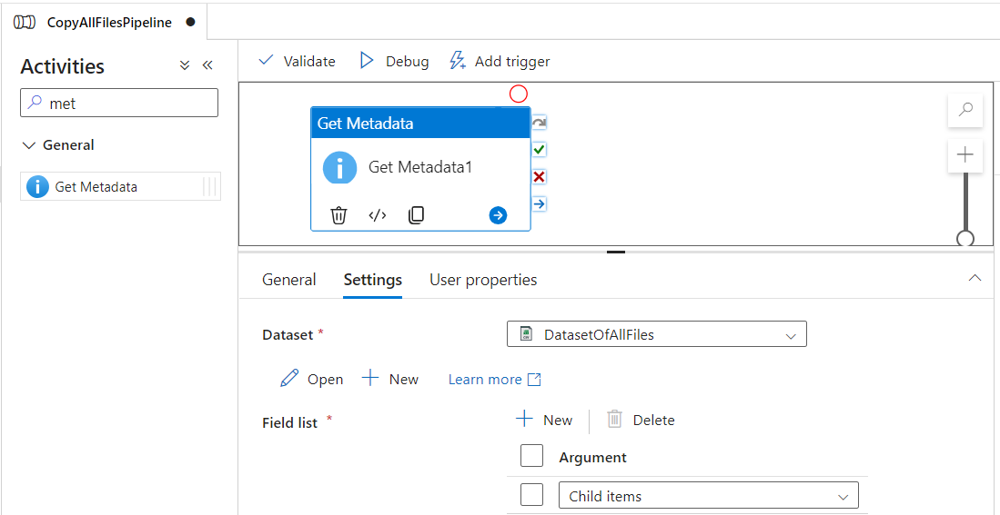 CopyAllFilesPipeline
Activities
Validate Debug Add trigger
met
General
Get Metadata
Get Metadata
Get Metadata1
General Settings User properties
Dataset *
DatasetOfAllFiles
Open New Learn more
Field list *
New Delete
Argument
Child items